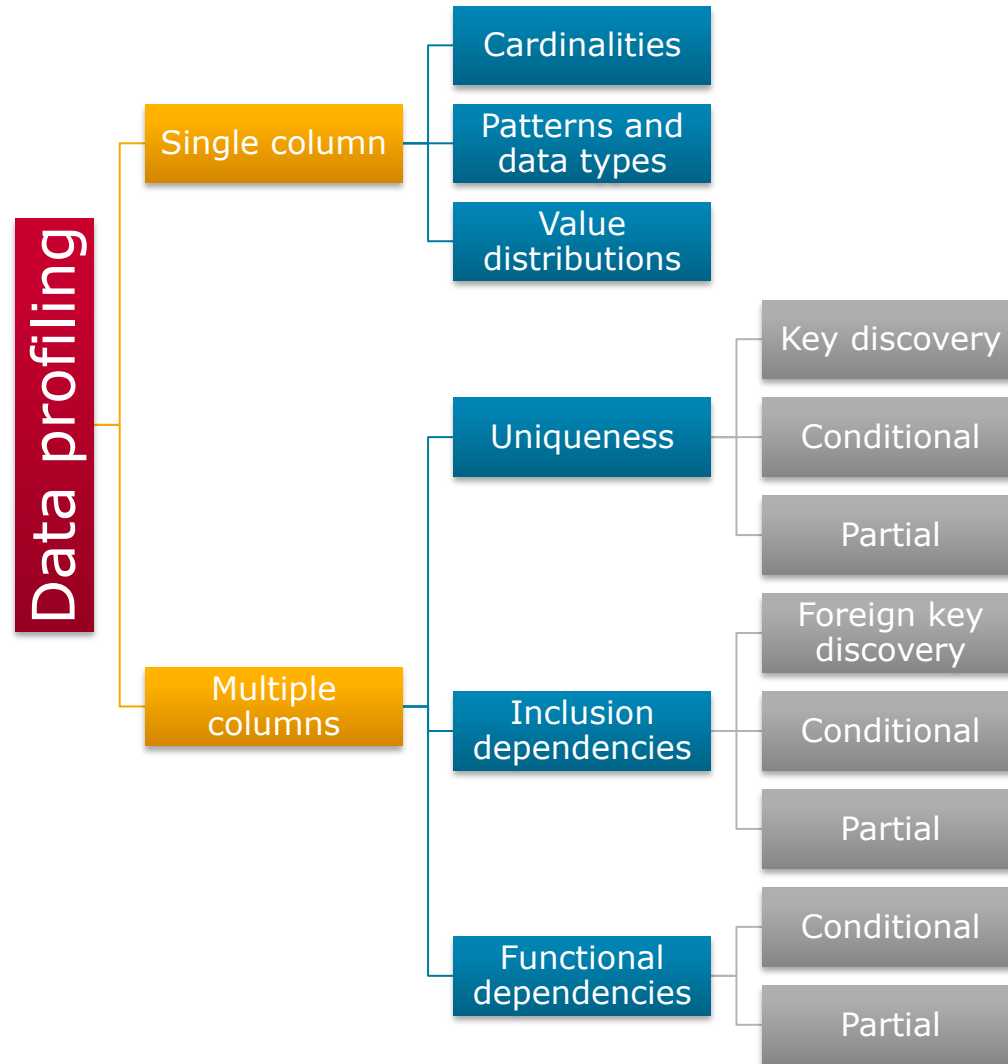 Data profiling
Single column
Cardinalities
Patterns and
data types
Value
distributions
Multiple
columns
Uniqueness
Key discovery
Conditional
Partial
Inclusion
dependencies
Foreign key
discovery
Conditional
Partial
Functional
dependencies
Conditional
Partial